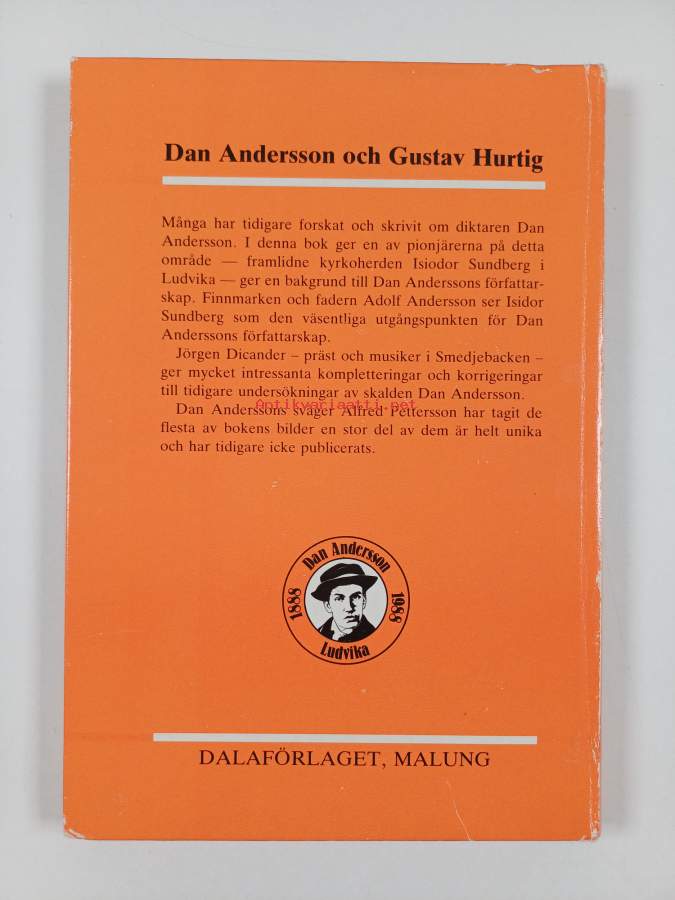 Dan Andersson och Gustav Hurtig
Många har tidigare forskat och skrivit om diktaren Dan
Andersson. I denna bok ger en av pionjärerna på detta
område — framlidne kyrkoherden Isiodor Sundberg i
Ludvika — ger en bakgrund till Dan Anderssons författar-
skap. Finnmarken och fadern Adolf Andersson ser Isidor
Sundberg som den väsentliga utgångspunkten för Dan
Anderssons författarskap.
Jörgen Dicander – präst och musiker i Smedjebacken –
ger mycket intressanta kompletteringar och korrigeringar
till tidigare undersökningar av skalden Dan Andersson.
Antikvariaatti.net
Dan Anderssons svåger Alfred Pettersson har tagit de
flesta av bokens bilder en stor del av dem är helt unika
och har tidigare icke publicerats.
Dan Andersson
1888
1988
Ludvika
DALAFÖRLAGET, MALUNG